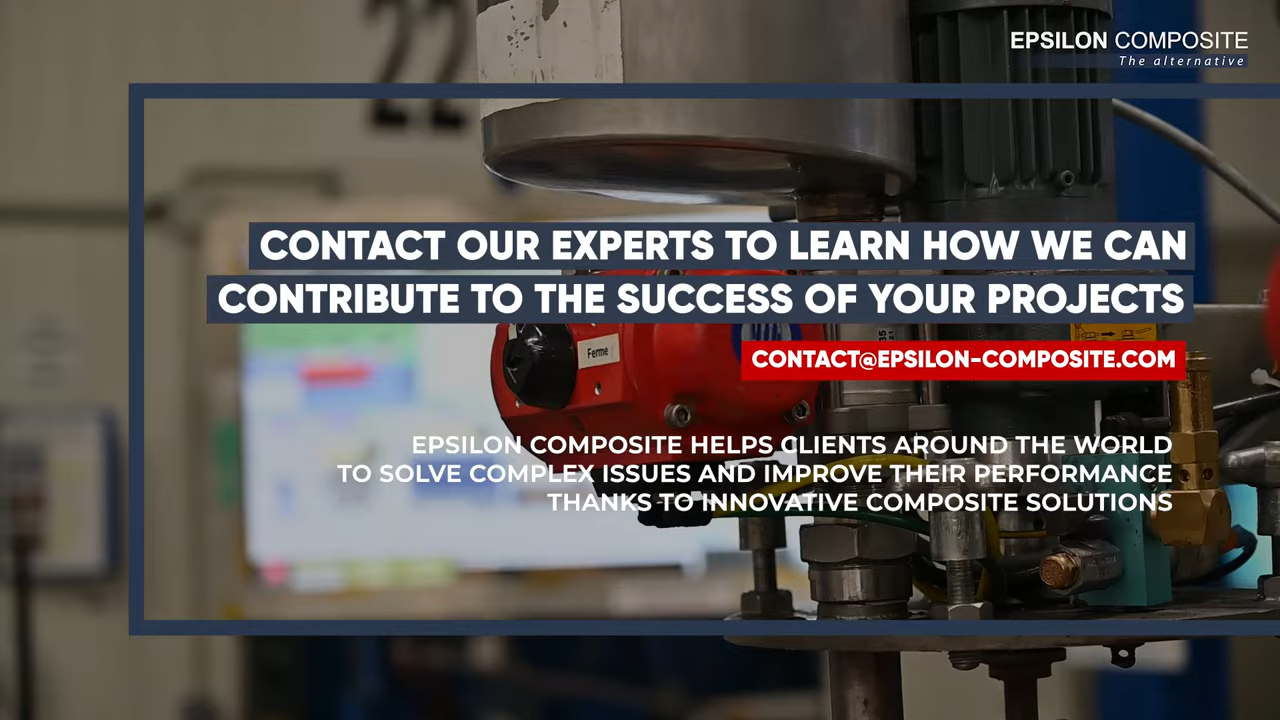 22
EPSILON COMPOSITE
The alternative
CONTACT OUR EXPERTS TO LEARN HOW WE CAN
CONTRIBUTE TO THE SUCCESS OF YOUR PROJECTS
Ferme
CONTACT@EPSILON-COMPOSITE.COM
EPSILON COMPOSITE HELPS CLIENTS AROUND THE WORLD
TO SOLVE COMPLEX ISSUES AND IMPROVE THEIR PERFORMANCE
THANKS TO INNOVATIVE COMPOSITE SOLUTIONS